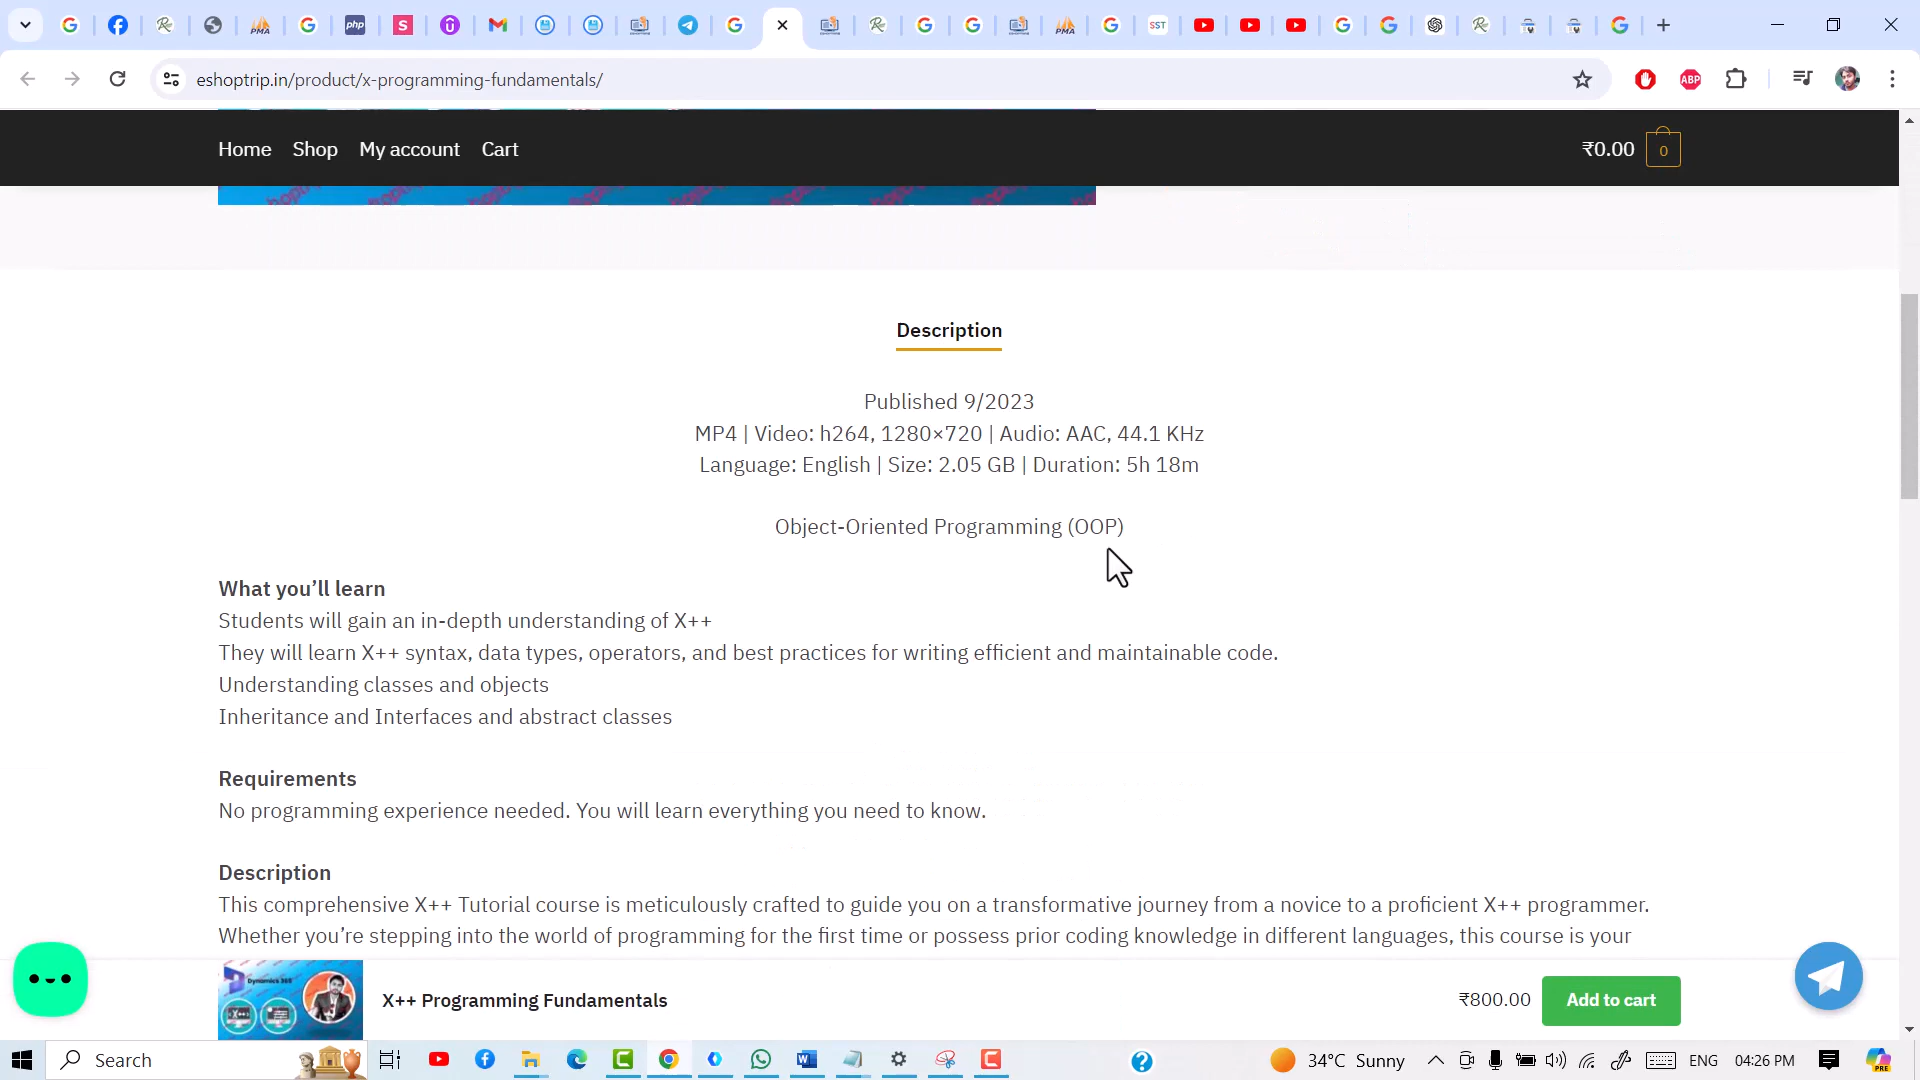 eshoptrip.in/product/x-programming-fundamentals/
ABP
Home Shop My account Cart
₹0.00 0
Description
Published 9/2023
MP4 | Video: h264, 1280×720 | Audio: AAC, 44.1 KHz
Language: English | Size: 2.05 GB | Duration: 5h 18m
Object-Oriented Programming (OOP)
What you’ll learn
Students will gain an in-depth understanding of X++
They will learn X++ syntax, data types, operators, and best practices for writing efficient and maintainable code.
Understanding classes and objects
Inheritance and Interfaces and abstract classes
Requirements
No programming experience needed. You will learn everything you need to know.
Description
This comprehensive X++ Tutorial course is meticulously crafted to guide you on a transformative journey from a novice to a proficient X++ programmer.
Whether you’re stepping into the world of programming for the first time or possess prior coding knowledge in different languages, this course is your
Dynamics 365
X++ Programming Fundamentals
₹800.00 Add to cart
Search
34°C Sunny
ENG
04:26 PM